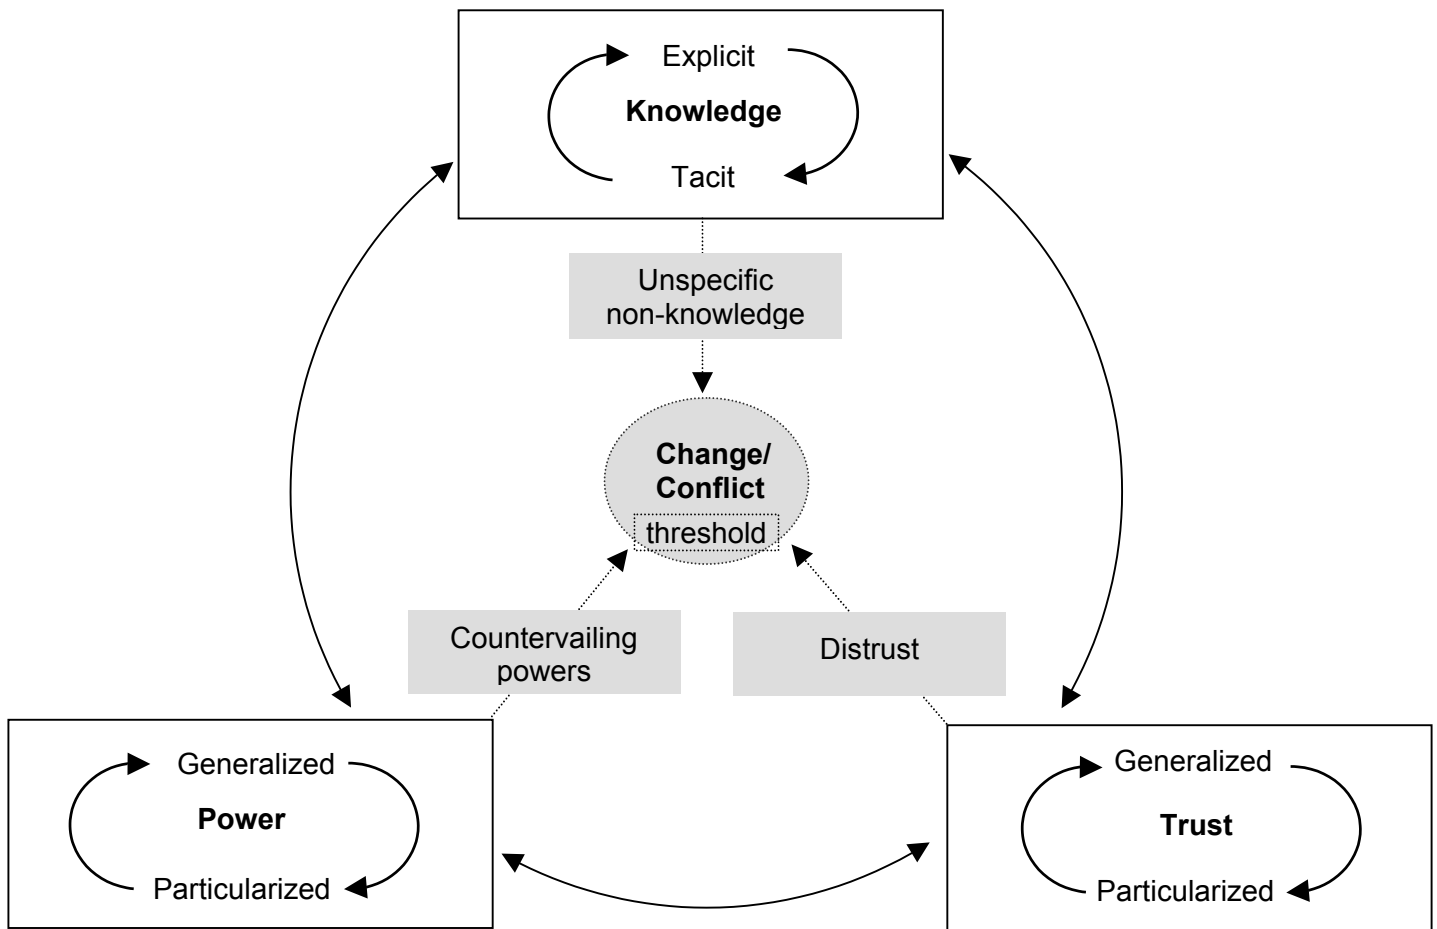 Explicit
Knowledge
Tacit
Unspecific
non-knowledge
Change/
Conflict
threshold
Countervailing
powers
Distrust
Generalized
Power
Particularized
Generalized
Trust
Particularized